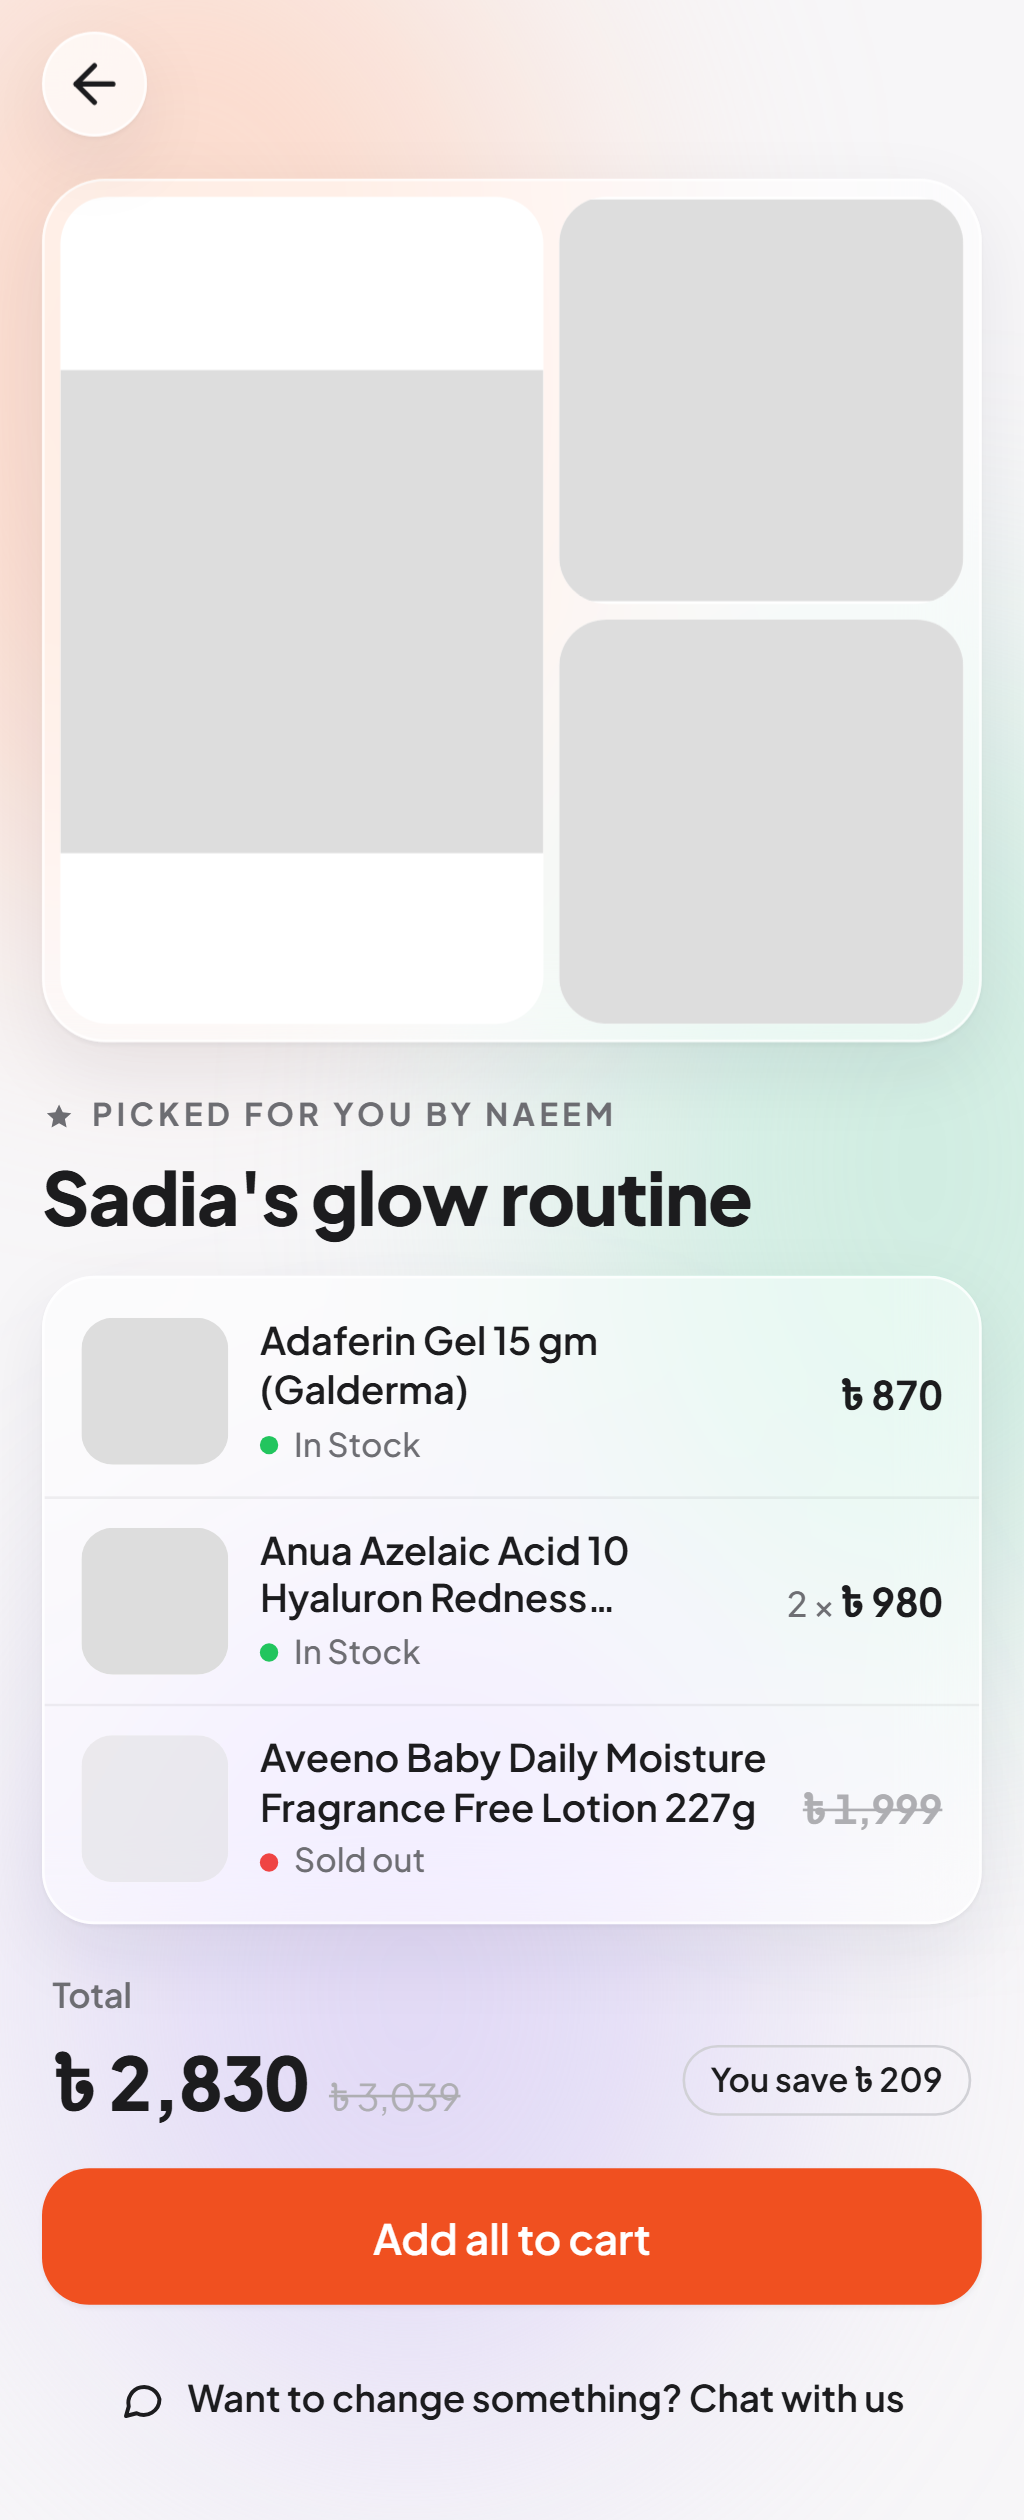 PICKED FOR YOU BY NAEEM
Sadia's glow routine
Adaferin Gel 15 gm
(Galderma)
৳ 870
In Stock
Anua Azelaic Acid 10
Hyaluron Redness...
2 × ৳ 980
In Stock
Aveeno Baby Daily Moisture
Fragrance Free Lotion 227g
৳ 1,999
Sold out
Total
৳ 2,830 ৳ 3,039
You save ৳ 209
Add all to cart
Want to change something? Chat with us